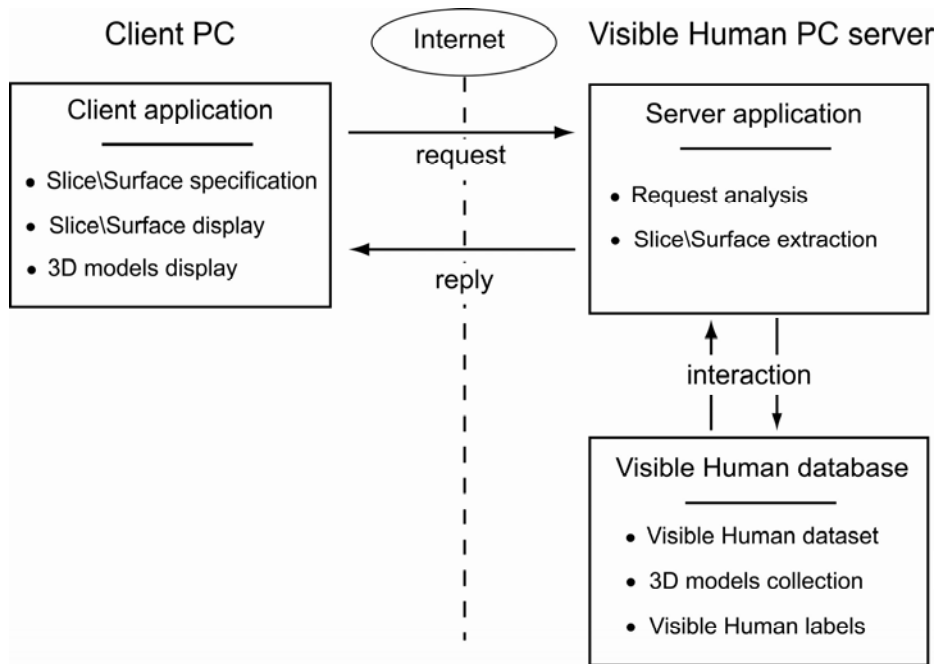 Client PC
Internet
Visible Human PC server
Client application
• Slice\Surface specification
• Slice\Surface display
• 3D models display
request
reply
Server application
• Request analysis
• Slice\Surface extraction
interaction
Visible Human database
• Visible Human dataset
• 3D models collection
• Visible Human labels